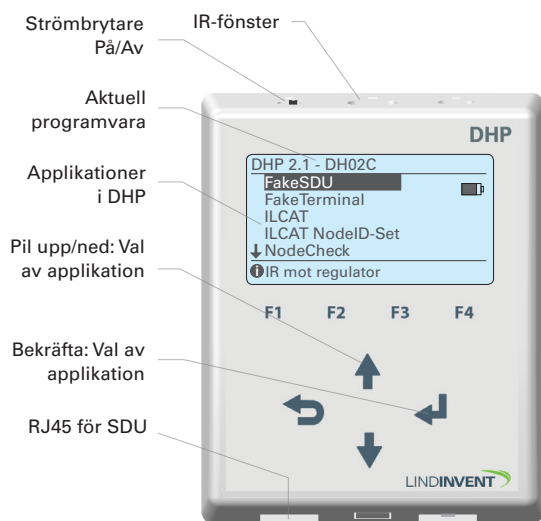 Strömbrytare
På/Av
IR-fönster
Aktuell
programvara
Applikationer
i DHP
Pil upp/ned: Val
av applikation
Bekräfta: Val av
applikation
RJ45 för SDU
DHP
DHP 2.1 - DH02C
FakeSDU
FakeTerminal
ILCAT
ILCAT NodeID-Set
NodeCheck
IR mot regulator
F1 F2 F3 F4
LINDINVENT